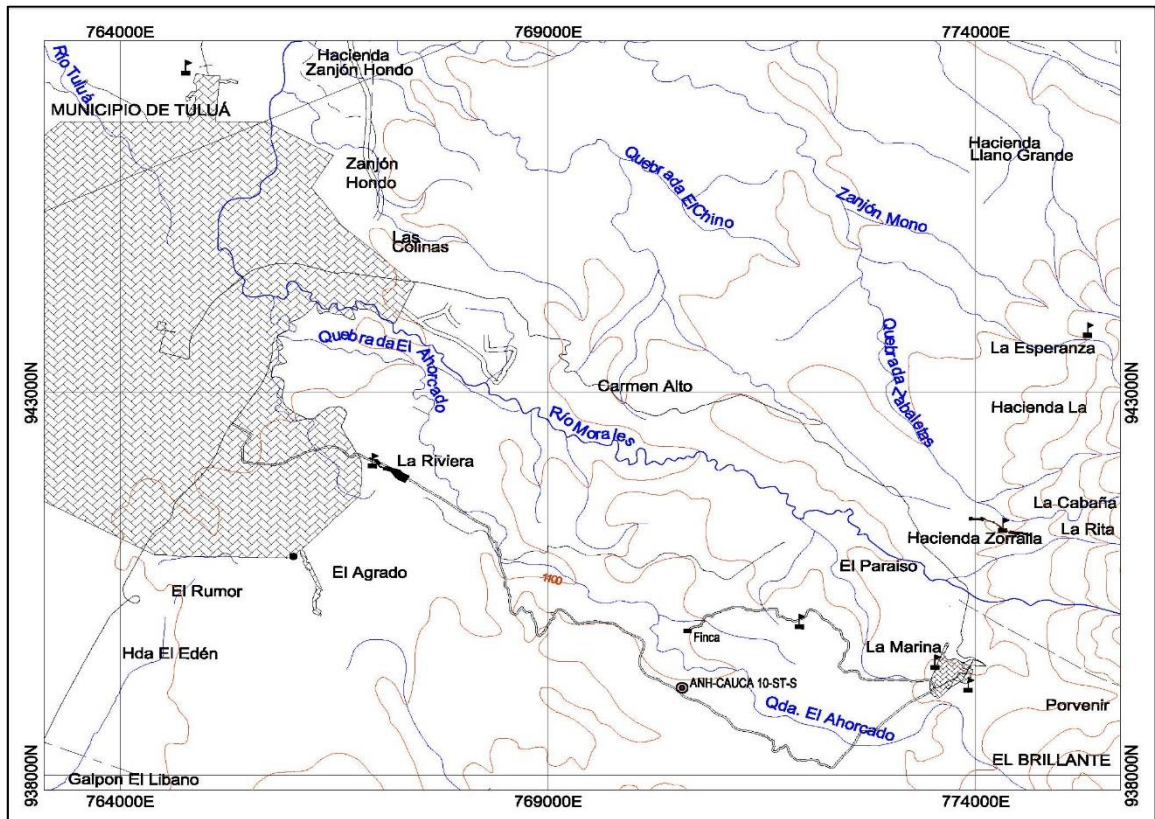 764000E
769000E
774000E
Río Tuluá
Hacienda
Zanjón Hondo
MUNICIPIO DE TULUÁ
Hacienda
Llano Grande
Zanjón
Hondo
Quebrada El Chino
Zanjón Mono
Las
Colinas
Quebrada El Ahorcado
La Esperanza
943000N
943000N
Carmen Alto
Hacienda La
Río Morales
Quebrada Zabaletas
La Riviera
La Cabaña
Hacienda Zorralla
La Rita
El Agrado
El Paraiso
1100
El Rumor
Finca
La Marina
Hda El Edén
ANH-CAUCA 10-ST-S
Qda. El Ahorcado
Porvenir
EL BRILLANTE
Galpon El Libano
938000N
938000N
764000E
769000E
774000E